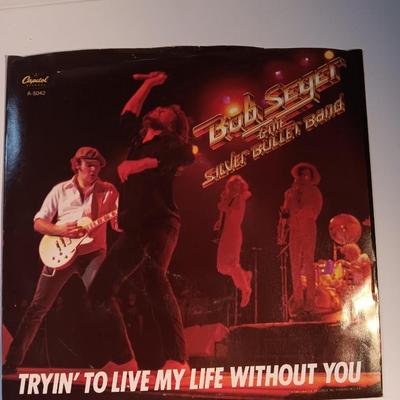 Capitol
A-5042
Bob Seger
& THE
SILVER BULLET BAND
TRYIN' TO LIVE MY LIFE WITHOUT YOU